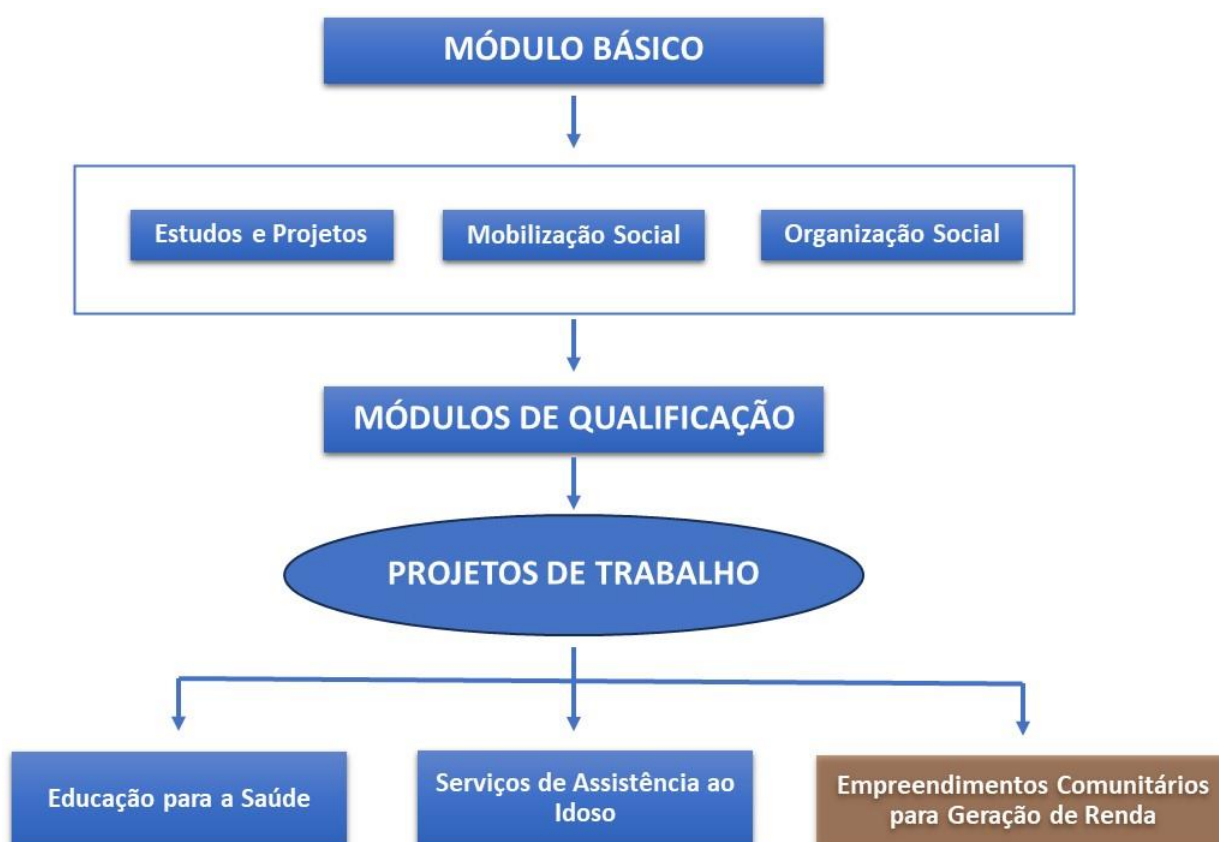 MÓDULO BÁSICO
Estudos e Projetos
Mobilização Social
Organização Social
MÓDULOS DE QUALIFICAÇÃO
PROJETOS DE TRABALHO
Educação para a Saúde
Serviços de Assistência ao
Idoso
Empreendimentos Comunitários
para Geração de Renda